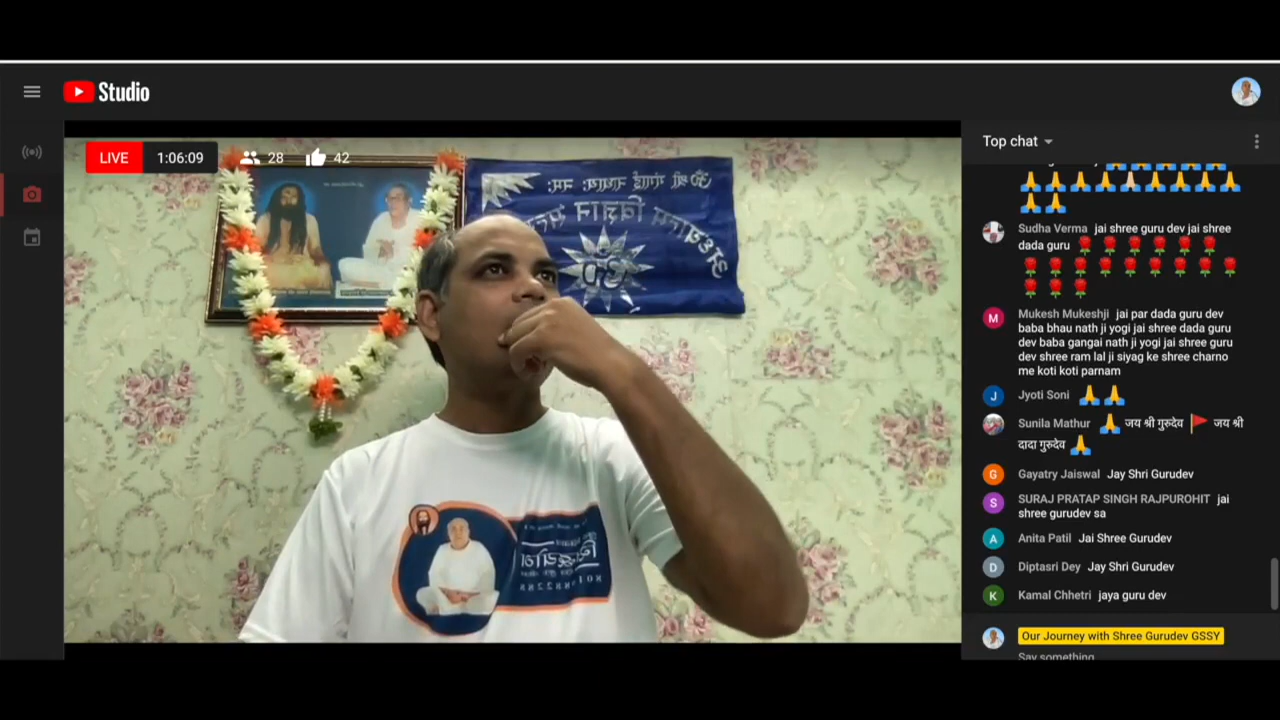 Studio
LIVE 1:06:09 28 42
Top chat
ॐ श्री गंगाई नाथाय: नम:
अध्यात्म विज्ञान
Sudha Verma jai shree guru dev jai shree
dada guru 🌹🌹🌹🌹🌹🌹
🌹🌹🌹🌹🌹🌹🌹🌹🌹
🌹🌹🌹
Mukesh Mukeshji jai par dada guru dev
baba bhau nath ji yogi jai shree dada guru
dev baba gangai nath ji yogi jai shree guru
dev shree ram lal ji siyag ke shree charno
me koti koti parnam
Jyoti Soni 🙏🙏
Sunila Mathur 🙏 जय श्री गुरुदेव 🚩 जय श्री
दादा गुरुदेव 🙏
Gayatry Jaiswal Jay Shri Gurudev
SURAJ PRATAP SINGH RAJPUROHIT jai
shree gurudev sa
Anita Patil Jai Shree Gurudev
Diptasri Dey Jay Shri Gurudev
Kamal Chhetri jaya guru dev
Our Journey with Shree Gurudev GSSY
Say something